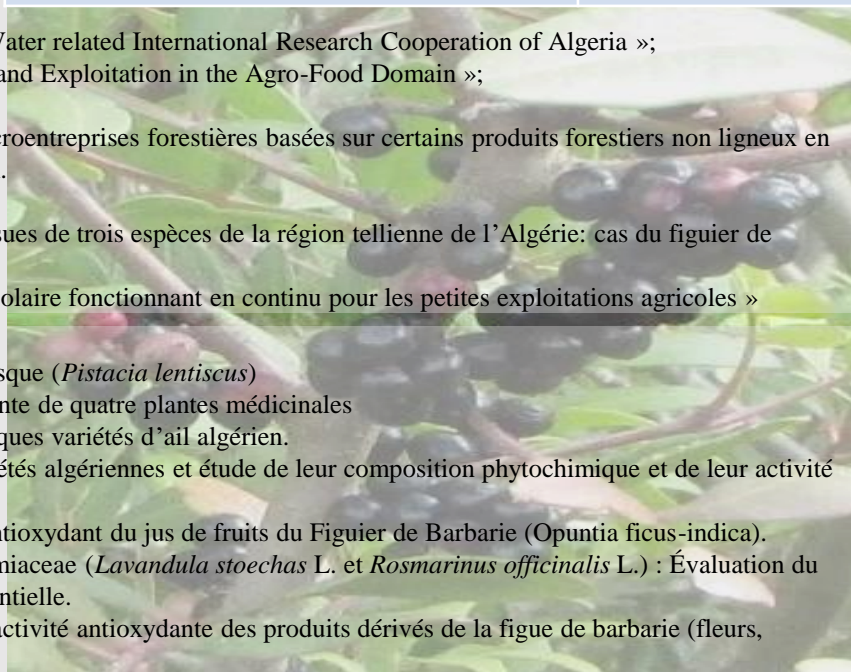 Water related International Research Cooperation of Algeria »;
and Exploitation in the Agro-Food Domain »;
croentreprises forestières basées sur certains produits forestiers non ligneux en
.
sues de trois espèces de la région tellienne de l’Algérie: cas du figuier de
olaire fonctionnant en continu pour les petites exploitations agricoles »
sque (Pistacia lentiscus)
nte de quatre plantes médicinales
ques variétés d’ail algérien.
étés algériennes et étude de leur composition phytochimique et de leur activité
ntioxydant du jus de fruits du Figuier de Barbarie (Opuntia ficus-indica).
miaceae (Lavandula stoechas L. et Rosmarinus officinalis L.) : Évaluation du
entielle.
activité antioxydante des produits dérivés de la figue de barbarie (fleurs,